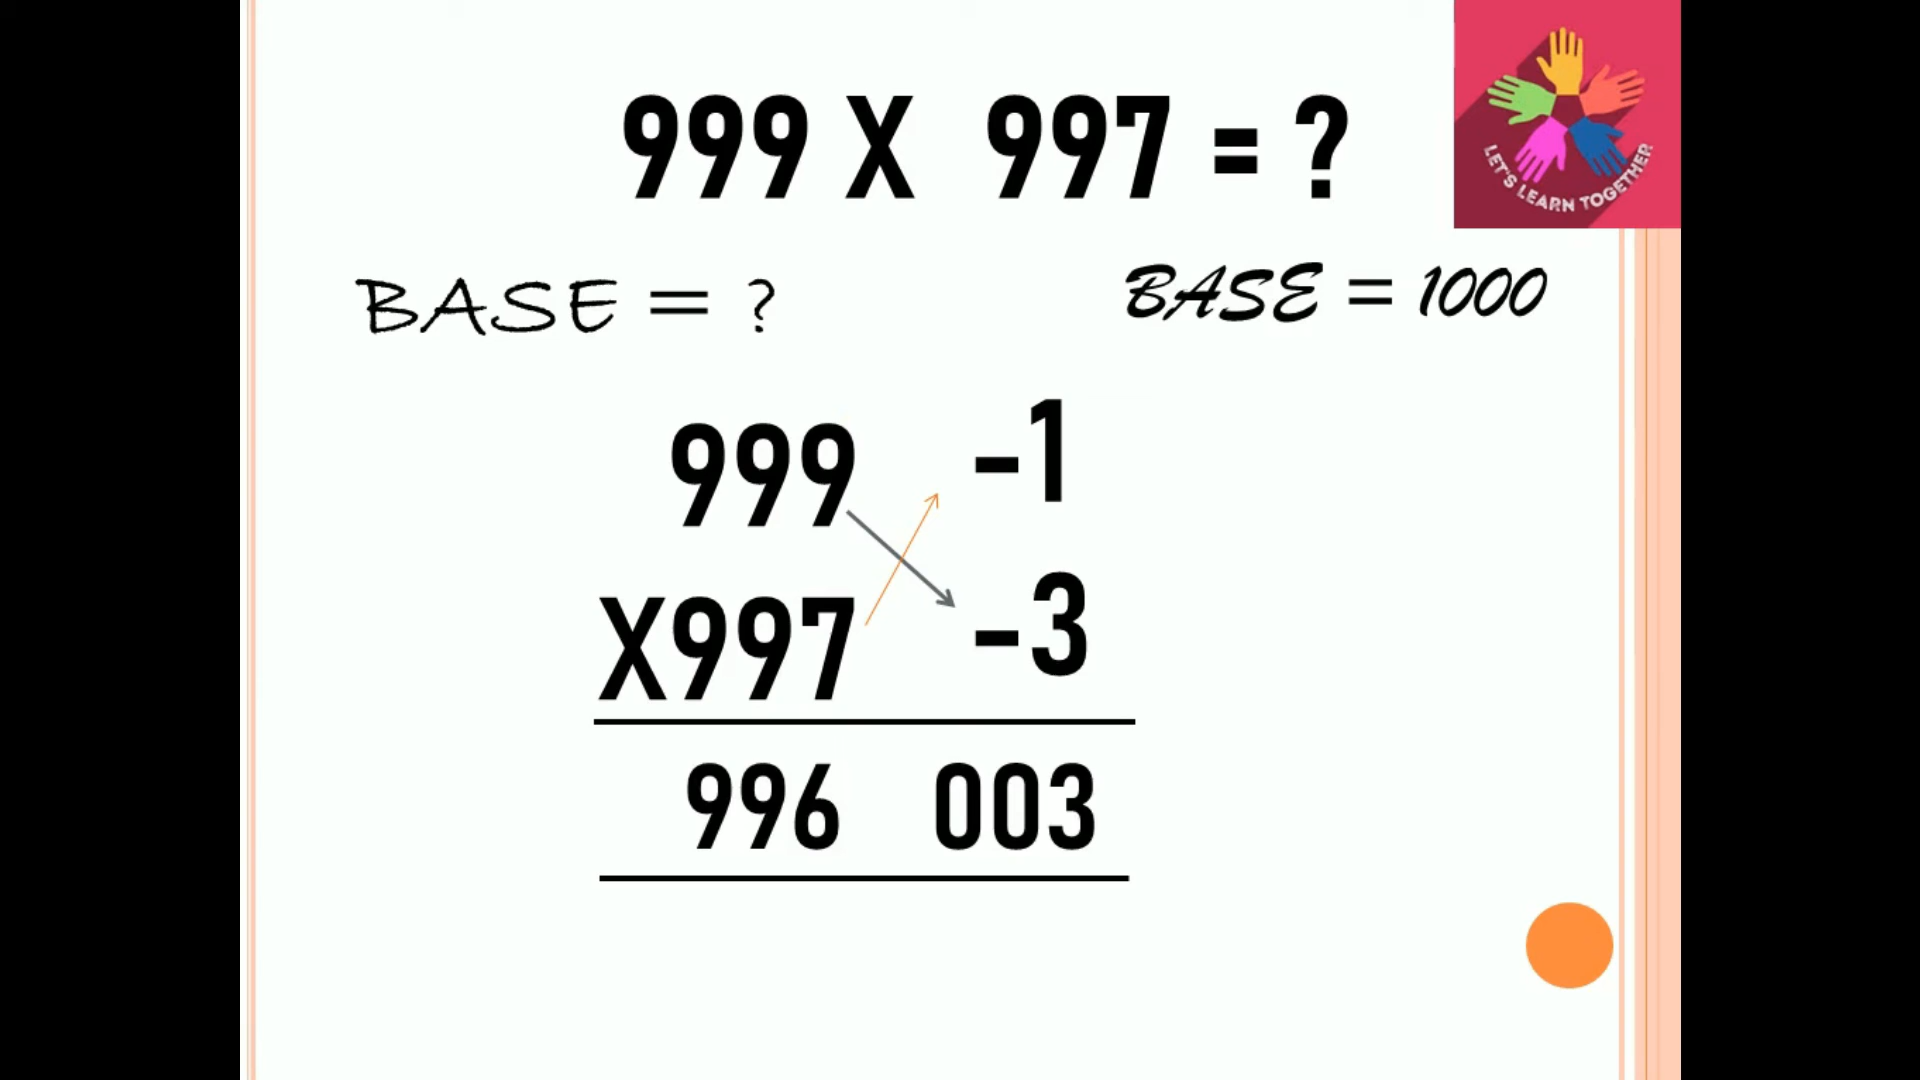 999 X 997 = ?
LET'S LEARN TOGETHER
BASE = ?
BASE = 1000
999 -1
X997 -3
996 003